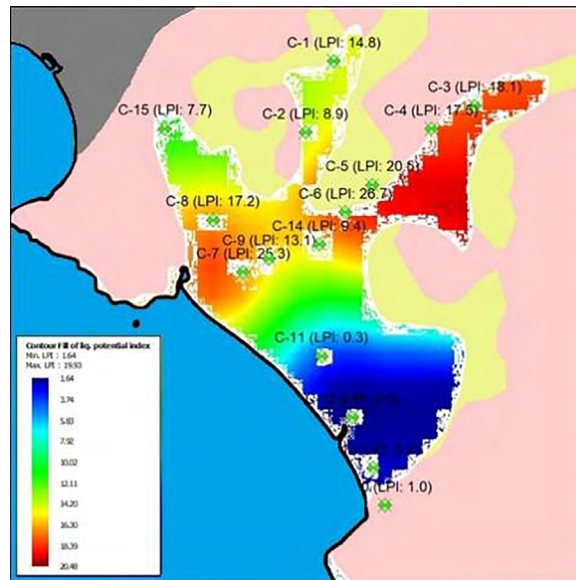 C-1 (LPI: 14.8)
C-3 (LPI: 18.1)
C-15 (LPI: 7.7)
C-2 (LPI: 8.9)
C-4 (LPI: 17.5)
C-5 (LPI: 20.5)
C-6 (LPI: 26.7)
C-8 (LPI: 17.2)
C-14 (LPI: 9.4)
C-9 (LPI: 13.1)
C-7 (LPI: 25.3)
C-11 (LPI: 0.3)
(LPI: 1.0)
Contour Fill of liq. potential index
Min. LPI : 1.64
Max. LPI : 19.93
1.64
3.74
5.83
7.92
10.02
12.11
14.20
16.30
18.39
20.48